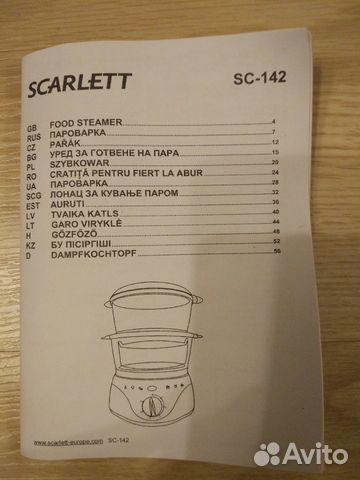 SCARLETT SC-142
GB FOOD STEAMER 4
RUS ПАРОВАРКА 7
CZ PAŘÁK 12
BG УРЕД ЗА ГОТВЕНЕ НА ПАРА 15
PL SZYBKOWAR 20
RO CRATIŢĂ PENTRU FIERT LA ABUR 24
UA ПАРОВАРКА 28
SCG ЛОНАЦ ЗА КУВАЊЕ ПАРОМ 32
EST AURUTI 36
LV TVAIKA KATLS 40
LT GARO VIRYKLĖ 44
H GŐZFŐZŐ 48
KZ БУ ПІСІРГІШІ 52
D DAMPFKOCHTOPF 56
www.scarlett-europe.com SC-142
Avito